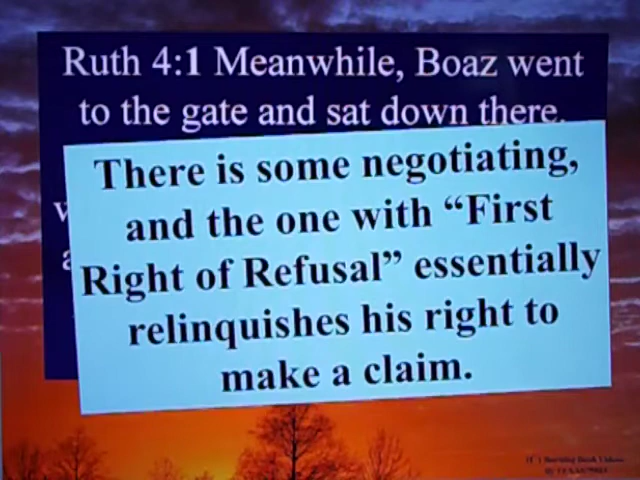 Ruth 4:1 Meanwhile, Boaz went
to the gate and sat down there.
There is some negotiating,
and the one with “First
Right of Refusal” essentially
relinquishes his right to
make a claim.